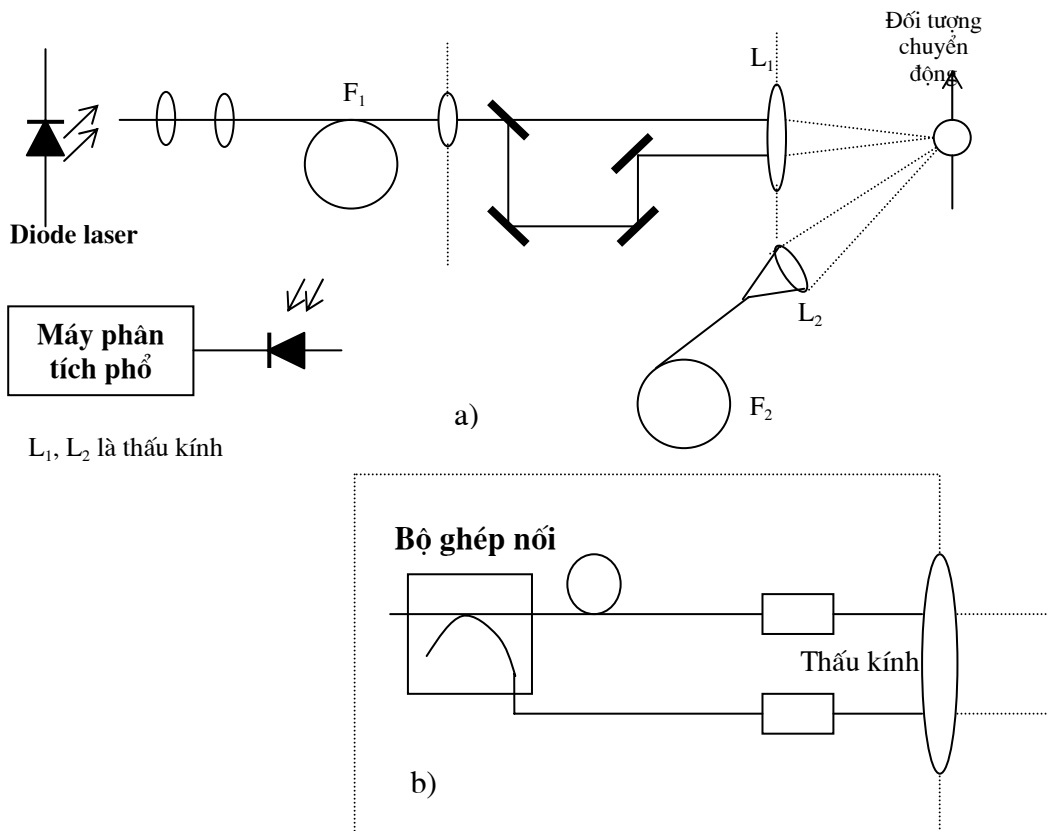 Đối tượng
chuyển
động
L₁
F₁
Diode laser
Máy phân
tích phổ
L₂
F₂
a)
L₁, L₂ là thấu kính
Bộ ghép nối
Thấu kính
b)